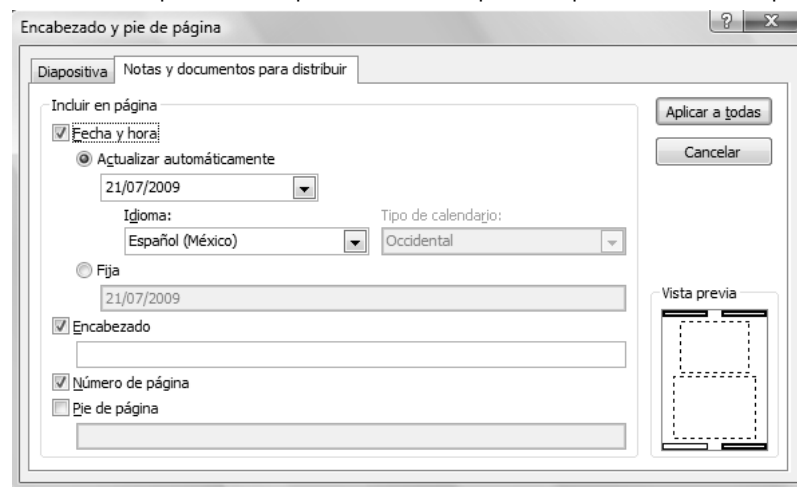 Encabezado y pie de página
Diapositiva
Notas y documentos para distribuir
Incluir en página
Fecha y hora
Actualizar automáticamente
21/07/2009
Idioma:
Tipo de calendario:
Español (México)
Occidental
Fija
21/07/2009
Encabezado
Número de página
Pie de página
Aplicar a todas
Cancelar
Vista previa